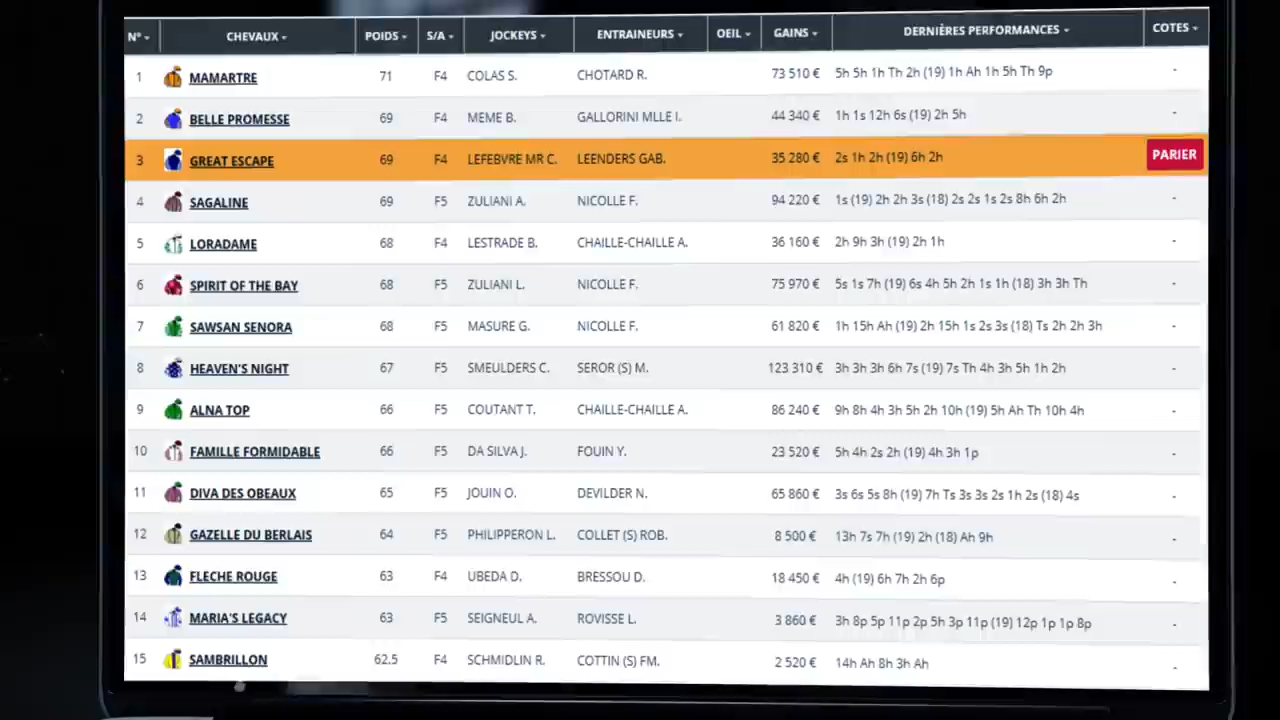 N° CHEVAUX POIDS S/A JOCKEYS ENTRAINEURS OEIL GAINS DERNIÈRES PERFORMANCES COTES
1 MAMARTRE 71 F4 COLAS S. CHOTARD R. 73 510 € 5h 5h 1h Th 2h (19) 1h Ah 1h 5h Th 9p -
2 BELLE PROMESSE 69 F4 MEME B. GALLORINI MLLE I. 44 340 € 1h 1s 12h 6s (19) 2h 5h -
3 GREAT ESCAPE 69 F4 LEFEBVRE MR C. LEENDERS GAB. 35 280 € 2s 1h 2h (19) 6h 2h PARIER
4 SAGALINE 69 F5 ZULIANI A. NICOLLE F. 94 220 € 1s (19) 2h 2h 3s (18) 2s 2s 1s 2s 8h 6h 2h -
5 LORADAME 68 F4 LESTRADE B. CHAILLE-CHAILLE A. 36 160 € 2h 9h 3h (19) 2h 1h -
6 SPIRIT OF THE BAY 68 F5 ZULIANI L. NICOLLE F. 75 970 € 5s 1s 7h (19) 6s 4h 5h 2h 1s 1h (18) 3h 3h Th -
7 SAWSAN SENORA 68 F5 MASURE G. NICOLLE F. 61 820 € 1h 15h Ah (19) 2h 15h 1s 2s 3s (18) Ts 2h 2h 3h -
8 HEAVEN'S NIGHT 67 F5 SMEULDERS C. SEROR (S) M. 123 310 € 3h 3h 3h 6h 7s (19) 7s Th 4h 3h 5h 1h 2h -
9 ALNA TOP 66 F5 COUTANT T. CHAILLE-CHAILLE A. 86 240 € 9h 8h 4h 3h 5h 2h 10h (19) 5h Ah Th 10h 4h -
10 FAMILLE FORMIDABLE 66 F5 DA SILVA J. FOUIN Y. 23 520 € 5h 4h 2s 2h (19) 4h 3h 1p -
11 DIVA DES OBEAUX 65 F5 JOUIN O. DEVILDER N. 65 860 € 3s 6s 5s 8h (19) 7h Ts 3s 3s 2s 1h 2s (18) 4s -
12 GAZELLE DU BERLAIS 64 F5 PHILIPPERON L. COLLET (S) ROB. 8 500 € 13h 7s 7h (19) 2h (18) Ah 9h -
13 FLECHE ROUGE 63 F4 UBEDA D. BRESSOU D. 18 450 € 4h (19) 6h 7h 2h 6p -
14 MARIA'S LEGACY 63 F5 SEIGNEUL A. ROVISSE L. 3 860 € 3h 8p 5p 11p 2p 5h 3p 11p (19) 12p 1p 1p 8p -
15 SAMBRILLON 62.5 F4 SCHMIDLIN R. COTTIN (S) FM. 2 520 € 14h Ah 8h 3h Ah -